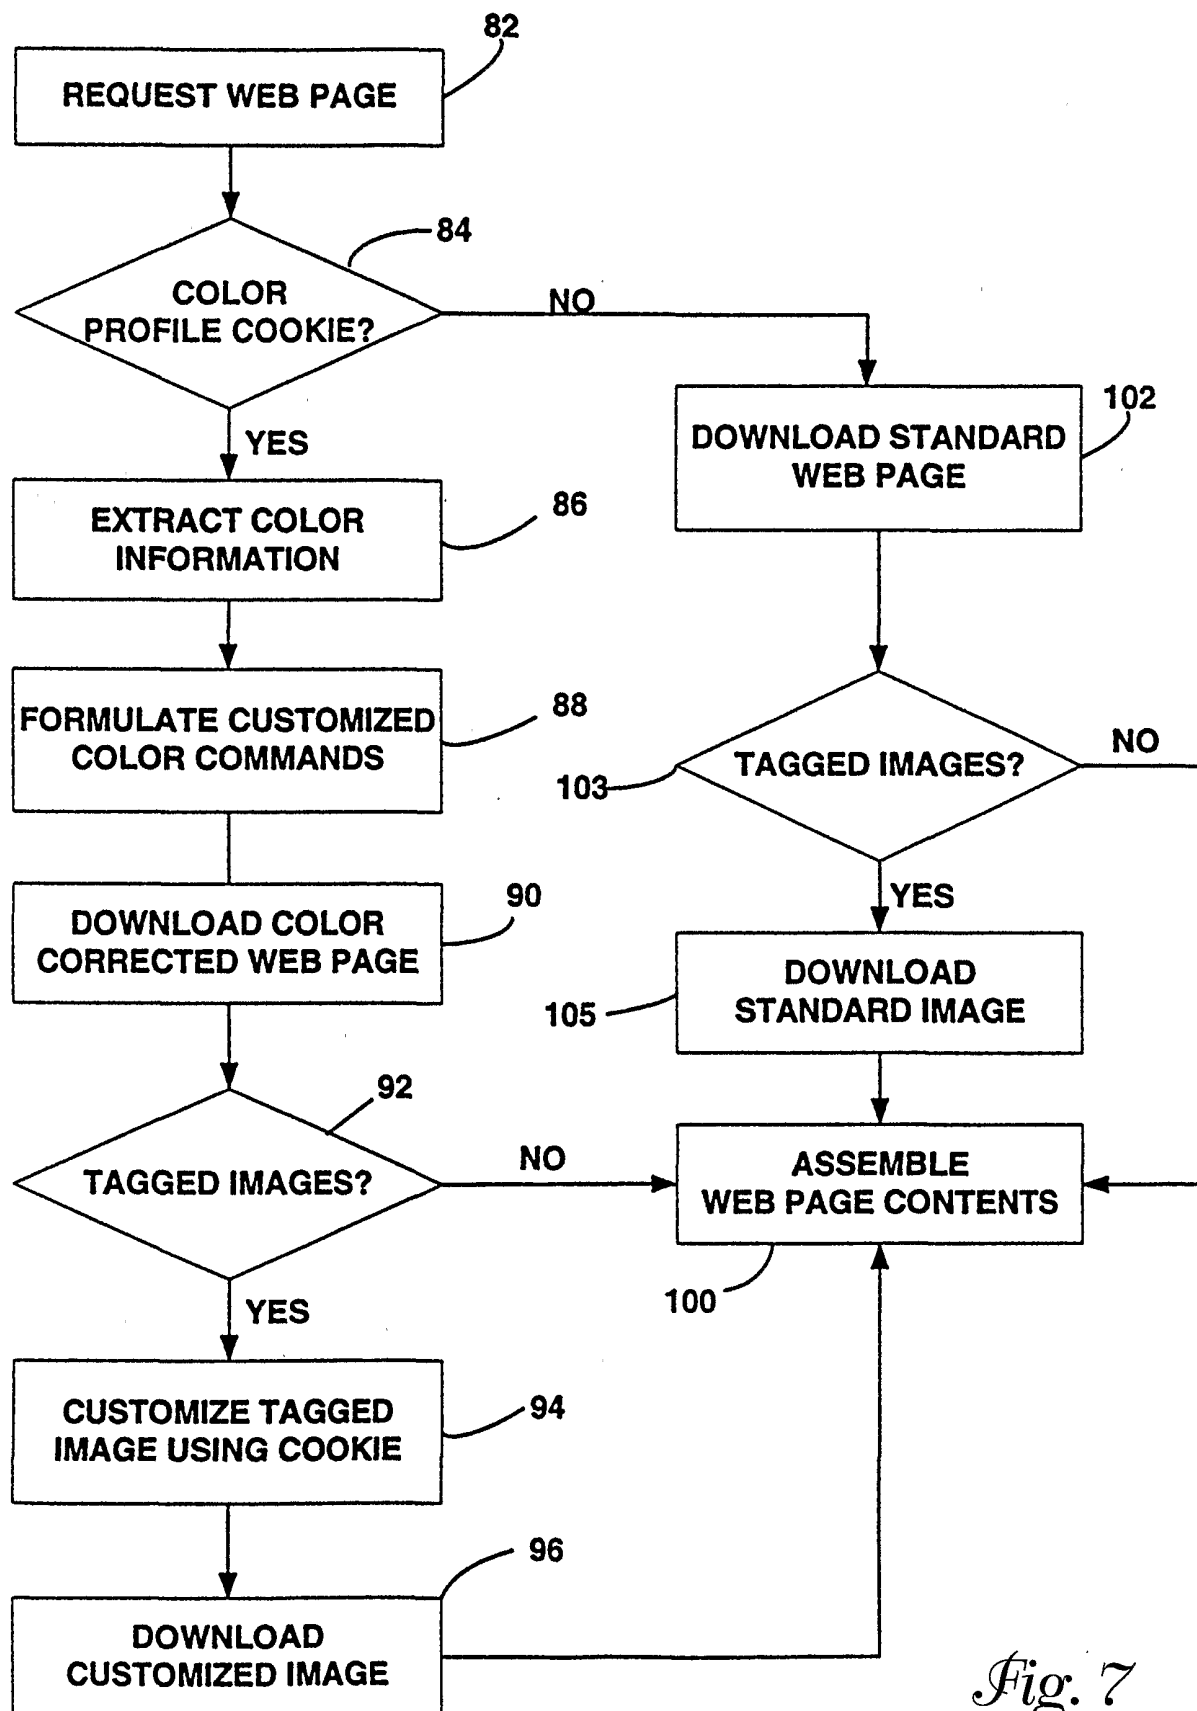 82
REQUEST WEB PAGE
84
COLOR
PROFILE COOKIE?
NO
YES
102
DOWNLOAD STANDARD
WEB PAGE
86
EXTRACT COLOR
INFORMATION
88
FORMULATE CUSTOMIZED
COLOR COMMANDS
TAGGED IMAGES?
NO
103
YES
90
DOWNLOAD COLOR
CORRECTED WEB PAGE
DOWNLOAD
STANDARD IMAGE
105
92
TAGGED IMAGES?
NO
ASSEMBLE
WEB PAGE CONTENTS
100
YES
CUSTOMIZE TAGGED
IMAGE USING COOKIE
94
96
DOWNLOAD
CUSTOMIZED IMAGE
Fig. 7